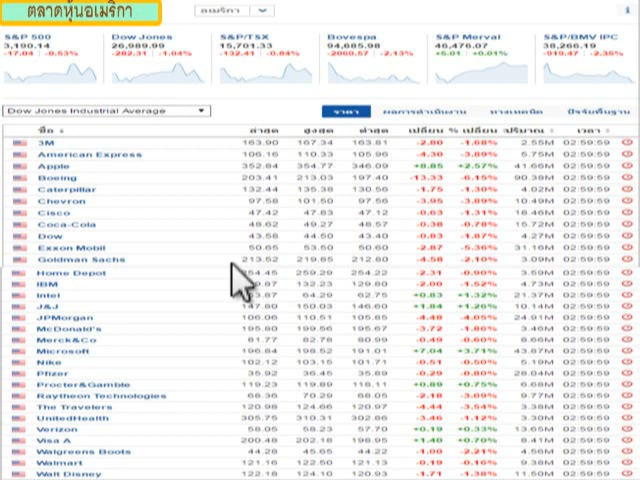 ตลาดหุ้นอเมริกา
อเมริกา
S&P 500 Dow Jones S&P/TSX Bovespa S&P Merval S&P/BMV IPC
3,190.14 26,989.99 15,701.33 94,685.98 46,476.07 38,266.19
-17.04 -0.53% -282.31 -1.04% -132.41 -0.84% -2060.57 -2.13% +5.01 +0.01% -919.47 -2.35%
Dow Jones Industrial Average ราคา ผลการดำเนินงาน ทางเทคนิค ปัจจัยพื้นฐาน
ชื่อ ล่าสุด สูงสุด ต่ำสุด เปลี่ยน % เปลี่ยน ปริมาณ เวลา
3M 163.90 167.34 163.81 -2.80 -1.68% 2.55M 02:59:59
American Express 106.16 110.33 105.96 -4.30 -3.89% 5.75M 02:59:59
Apple 352.84 354.77 346.09 +8.85 +2.57% 41.66M 02:59:59
Boeing 203.41 213.03 197.40 -13.33 -6.15% 90.38M 02:59:59
Caterpillar 132.44 135.38 130.56 -1.75 -1.30% 4.02M 02:59:59
Chevron 97.58 101.50 97.56 -3.95 -3.89% 10.49M 02:59:59
Cisco 47.42 47.83 47.12 -0.63 -1.31% 18.46M 02:59:59
Coca-Cola 48.62 49.27 48.57 -0.38 -0.78% 15.72M 02:59:59
Dow 43.58 44.50 43.40 -0.83 -1.87% 4.27M 02:59:59
Exxon Mobil 50.65 53.50 50.60 -2.87 -5.36% 31.16M 02:59:59
Goldman Sachs 213.52 219.65 212.80 -4.58 -2.10% 3.09M 02:59:59
Home Depot 259.29 254.22 -2.31 -0.90% 3.59M 02:59:59
IBM 132.23 129.80 -2.00 -1.52% 4.73M 02:59:59
Intel 64.29 62.75 +0.83 +1.32% 21.37M 02:59:59
J&J 147.80 150.03 146.60 +1.84 +1.26% 10.14M 02:59:59
JPMorgan 106.06 110.51 105.85 -4.48 -4.05% 24.91M 02:59:59
McDonald's 195.80 199.56 195.67 -3.72 -1.86% 3.46M 02:59:59
Merck&Co 81.77 82.78 80.99 -0.49 -0.60% 8.66M 02:59:59
Microsoft 196.84 198.52 191.01 +7.04 +3.71% 43.87M 02:59:59
Nike 102.12 103.15 101.71 -0.51 -0.50% 5.19M 02:59:59
Pfizer 35.92 36.45 35.89 -0.29 -0.80% 28.04M 02:59:59
Procter&Gamble 119.23 119.89 118.11 +0.89 +0.75% 6.68M 02:59:59
Raytheon Technologies 68.36 70.29 68.05 -2.18 -3.09% 9.77M 02:59:59
The Travelers 120.98 124.66 120.97 -4.44 -3.54% 1.38M 02:59:59
UnitedHealth 305.75 310.31 302.86 -3.46 -1.12% 3.30M 02:59:59
Verizon 58.05 58.23 57.70 +0.19 +0.33% 13.65M 02:59:59
Visa A 200.48 202.18 198.95 +1.40 +0.70% 8.41M 02:59:59
Walgreens Boots 44.28 45.65 44.22 -1.00 -2.21% 4.56M 02:59:59
Walmart 121.16 122.50 121.13 -0.19 -0.16% 9.38M 02:59:59
Walt Disney 122.18 124.10 120.93 -1.71 -1.38% 11.50M 02:59:59